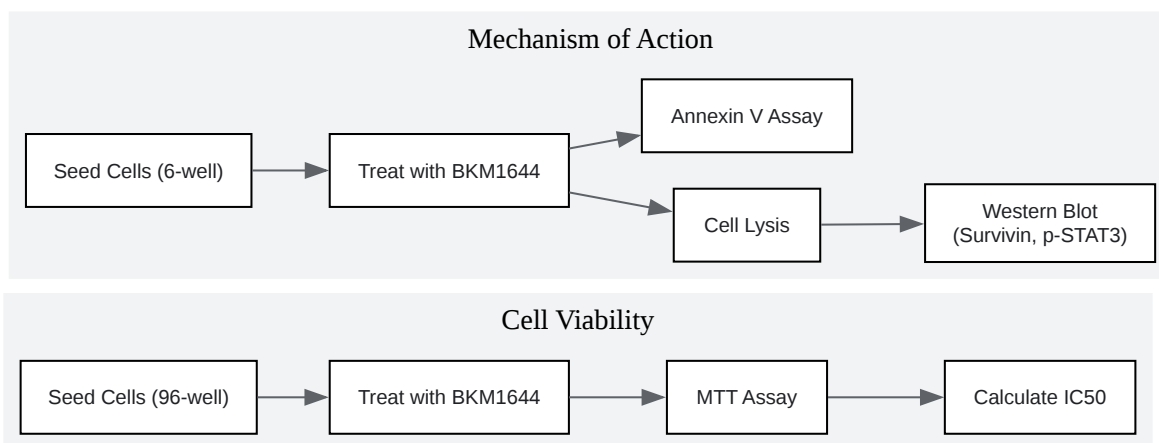 Mechanism of Action
Seed Cells (6-well)
Treat with BKM1644
Annexin V Assay
Cell Lysis
Western Blot
(Survivin, p-STAT3)
Cell Viability
Seed Cells (96-well)
Treat with BKM1644
MTT Assay
Calculate IC50